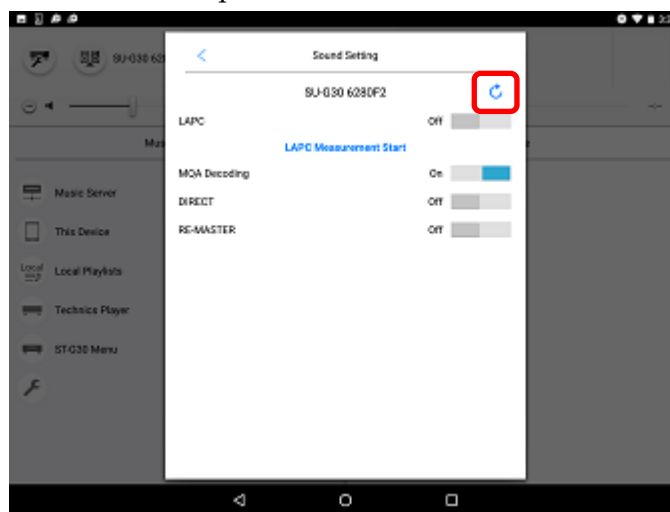 SU-G30 621
Sound Setting
SU-G30 6280F2
LAPC
Off
LAPC Measurement Start
MQA Decoding
On
DIRECT
Off
RE-MASTER
Off
Music Server
This Device
Local
Local Playlists
Technics Player
ST-G30 Menu